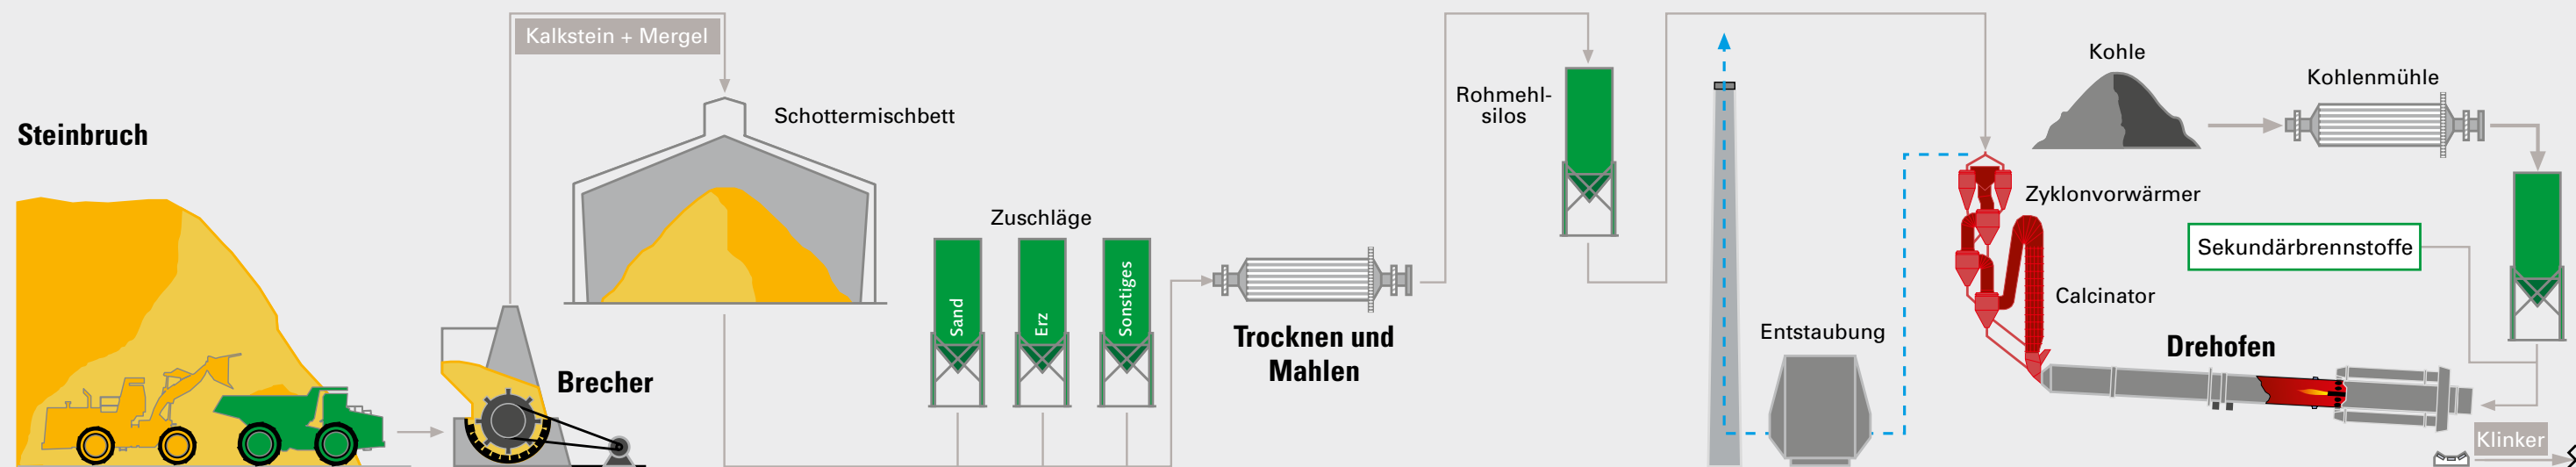 Kalkstein + Mergel
Steinbruch
Schottermischbett
Brecher
Zuschläge
Sand
Erz
Sonstiges
Trocknen und
Mahlen
Rohmehl-
silos
Entstaubung
Zyklonvorwärmer
Calcinator
Kohle
Kohlenmühle
Sekundärbrennstoffe
Drehofen
Klinker